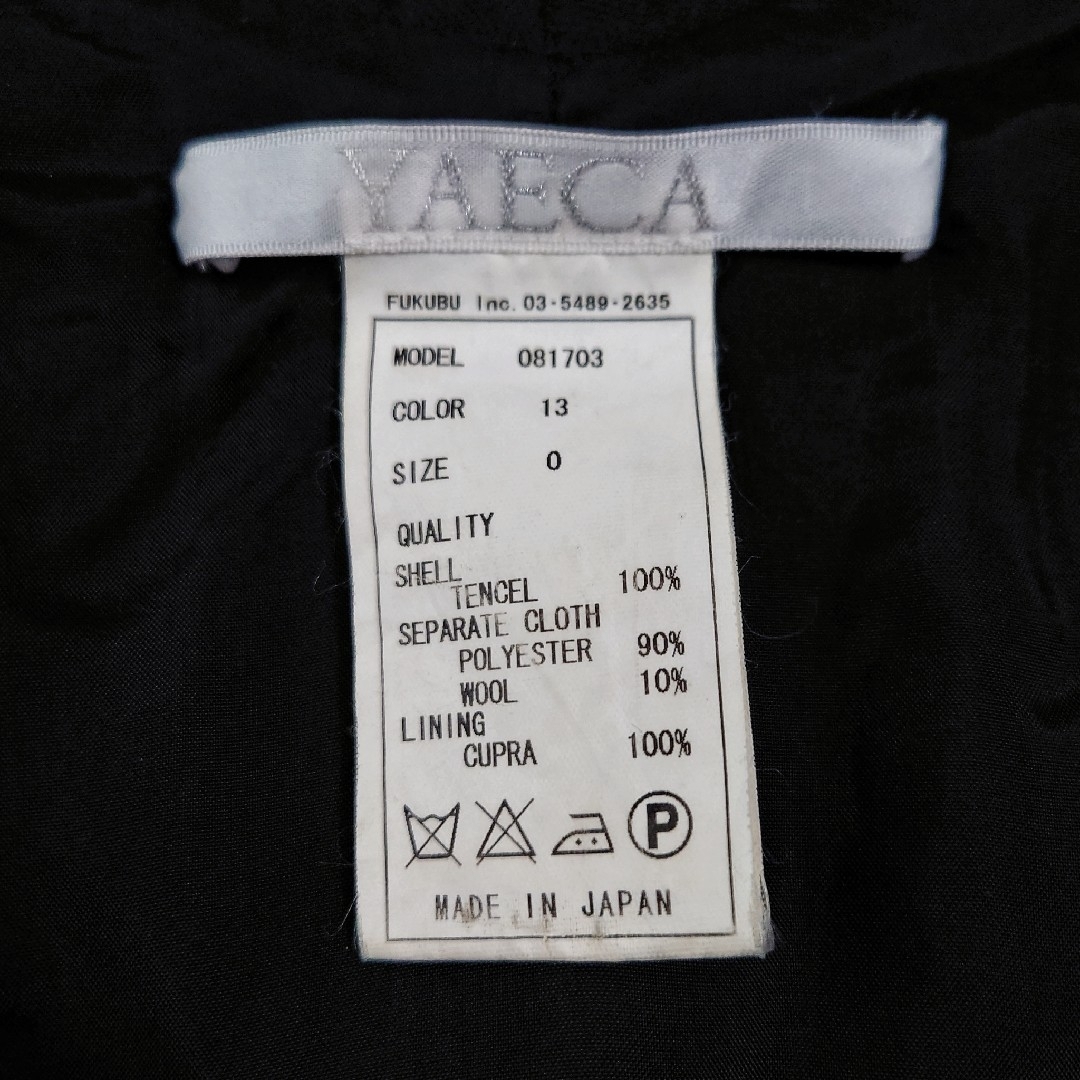 YAECA
FUKUBU Inc. 03-5489-2635
MODEL 081703
COLOR 13
SIZE 0
QUALITY
SHELL
TENCEL 100%
SEPARATE CLOTH
POLYESTER 90%
WOOL 10%
LINING
CUPRA 100%
P
MADE IN JAPAN